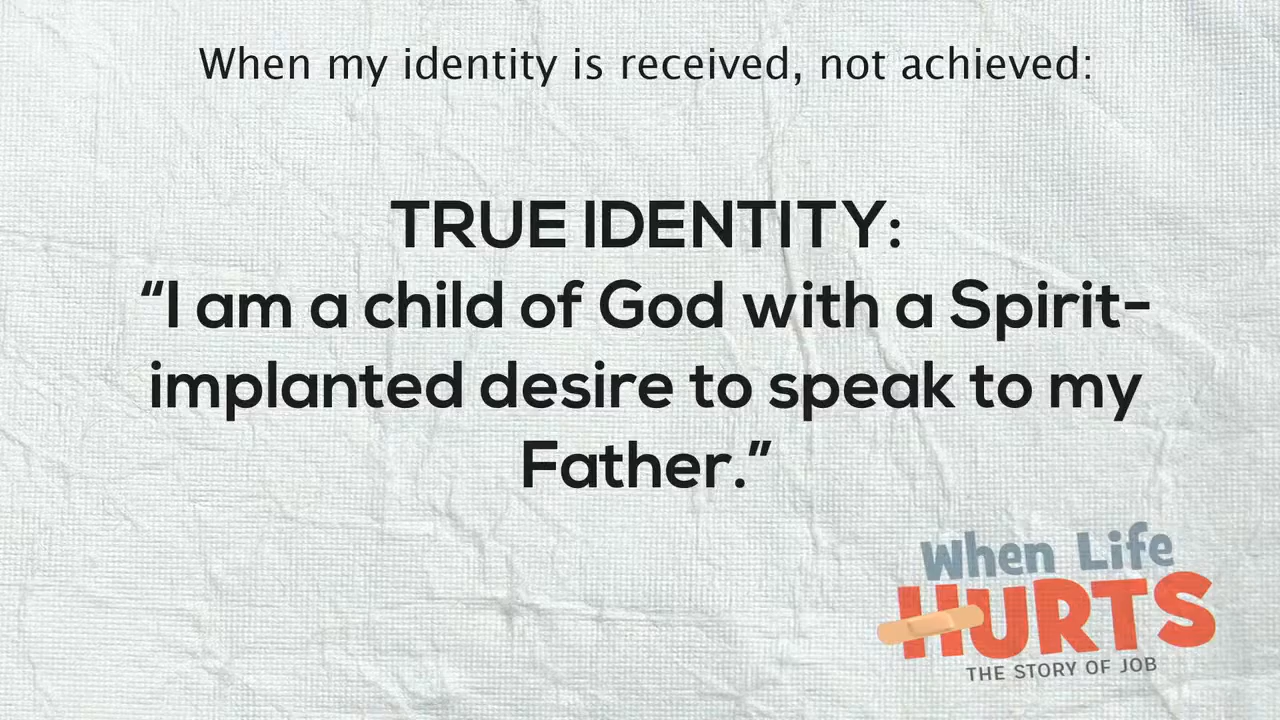 When my identity is received, not achieved:
TRUE IDENTITY:
“I am a child of God with a Spirit-
implanted desire to speak to my
Father.”
When Life
HURTS
THE STORY OF JOB